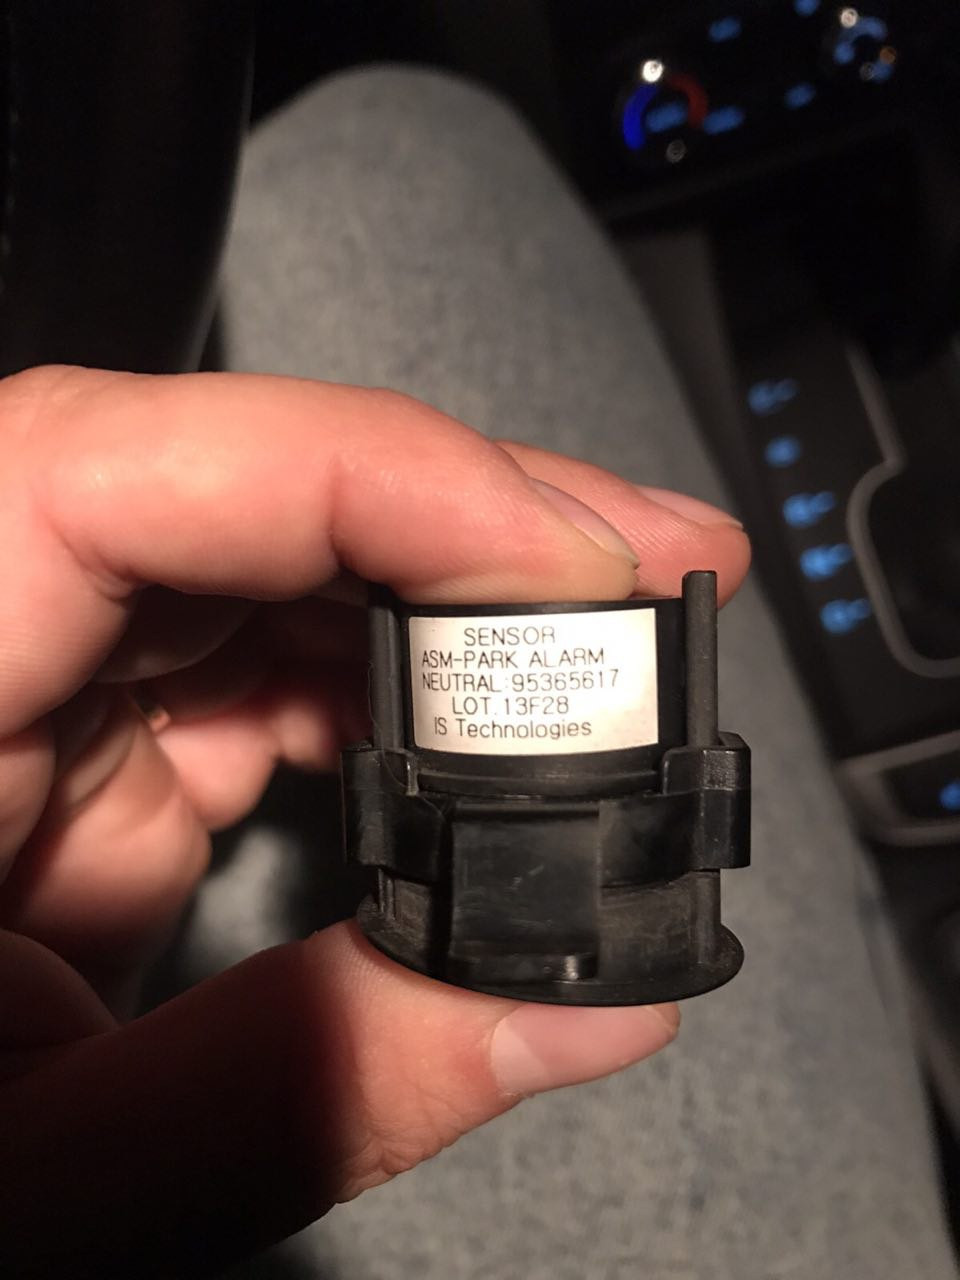 SENSOR
ASM-PARK ALARM
NEUTRAL:95365617
LOT.13F28
IS Technologies